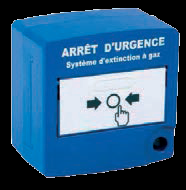 ARRÊT D'URGENCE
Système d'extinction à gaz